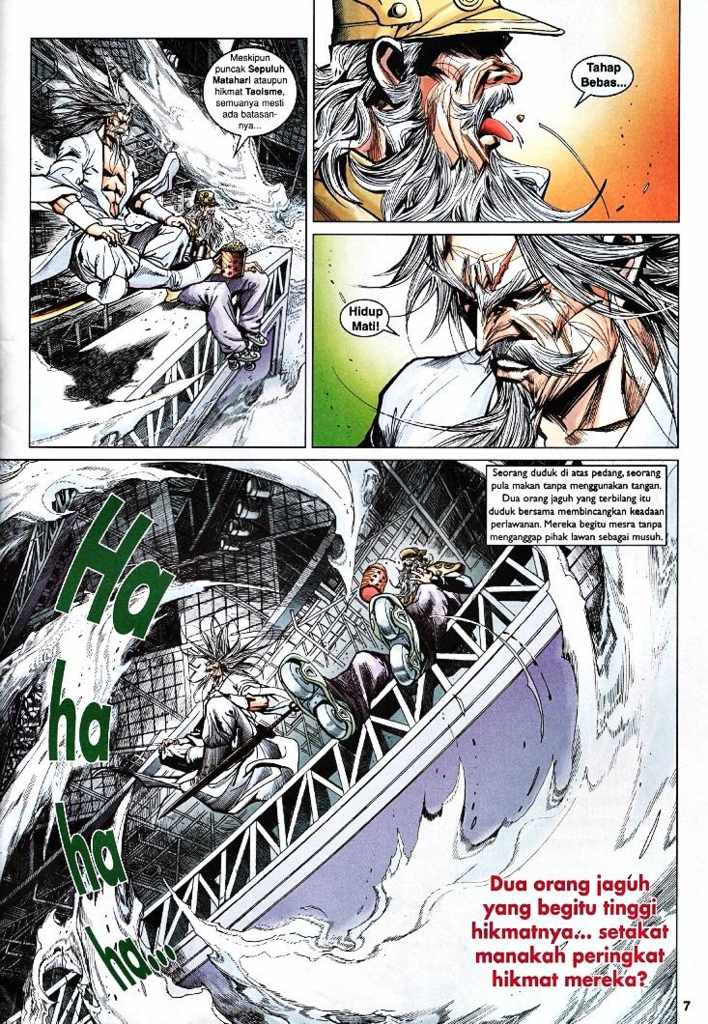 Meskipun
puncak Sepuluh
Matahari ataupun
hikmat Taoisme,
semuanya mesti
ada batasan-
nya...
Tahap
Bebas...
Hidup
Mati!
Seorang duduk di atas pedang, seorang
pula makan tanpa menggunakan tangan.
Dua orang jaguh yang terbilang itu
duduk bersama membincangkan keadaan
perlawanan. Mereka begitu mesra tanpa
menganggap pihak lawan sebagai musuh.
Ha
ha
ha
ha...
Dua orang jaguh
yang begitu tinggi
hikmatnya... setakat
manakah peringkat
hikmat mereka?
7